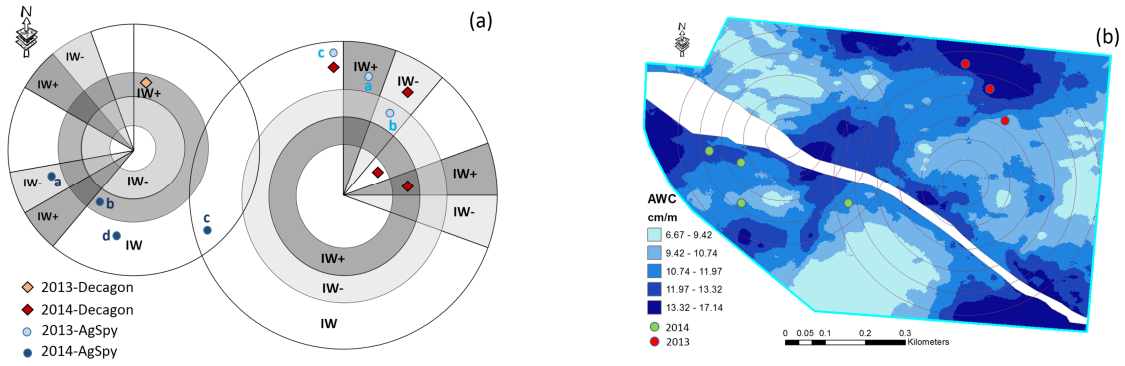 (a)
N
IW-
IW+
IW+
IW-
IW-
a
IW+
b
d
IW
c
c
IW+
a
IW-
b
IW+
IW-
IW+
IW-
IW
2013-Decagon
2014-Decagon
2013-AgSpy
2014-AgSpy
(b)
N
AWC
cm/m
6.67 - 9.42
9.42 - 10.74
10.74 - 11.97
11.97 - 13.32
13.32 - 17.14
2014
2013
0 0.05 0.1 0.2 0.3
Kilometers